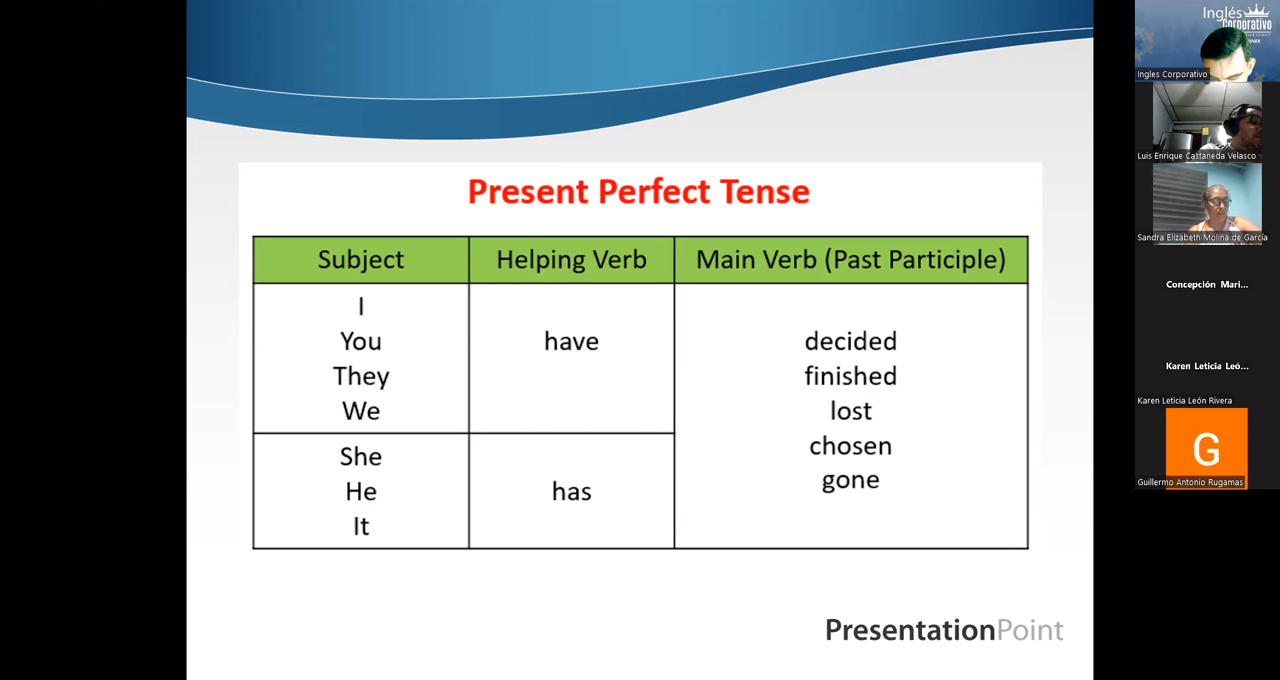 Present Perfect Tense
Subject Helping Verb Main Verb (Past Participle)
I
You
They
We
have
She
He
It
has
decided
finished
lost
chosen
gone
PresentationPoint
Inglés
Corporativo
Ingles Corporativo
Luis Enrique Castaneda Velasco
Sandra Elizabeth Molina de García
Concepción Mari...
Karen Leticia Leó...
Karen Leticia León Rivera
G
Guillermo Antonio Rugamas